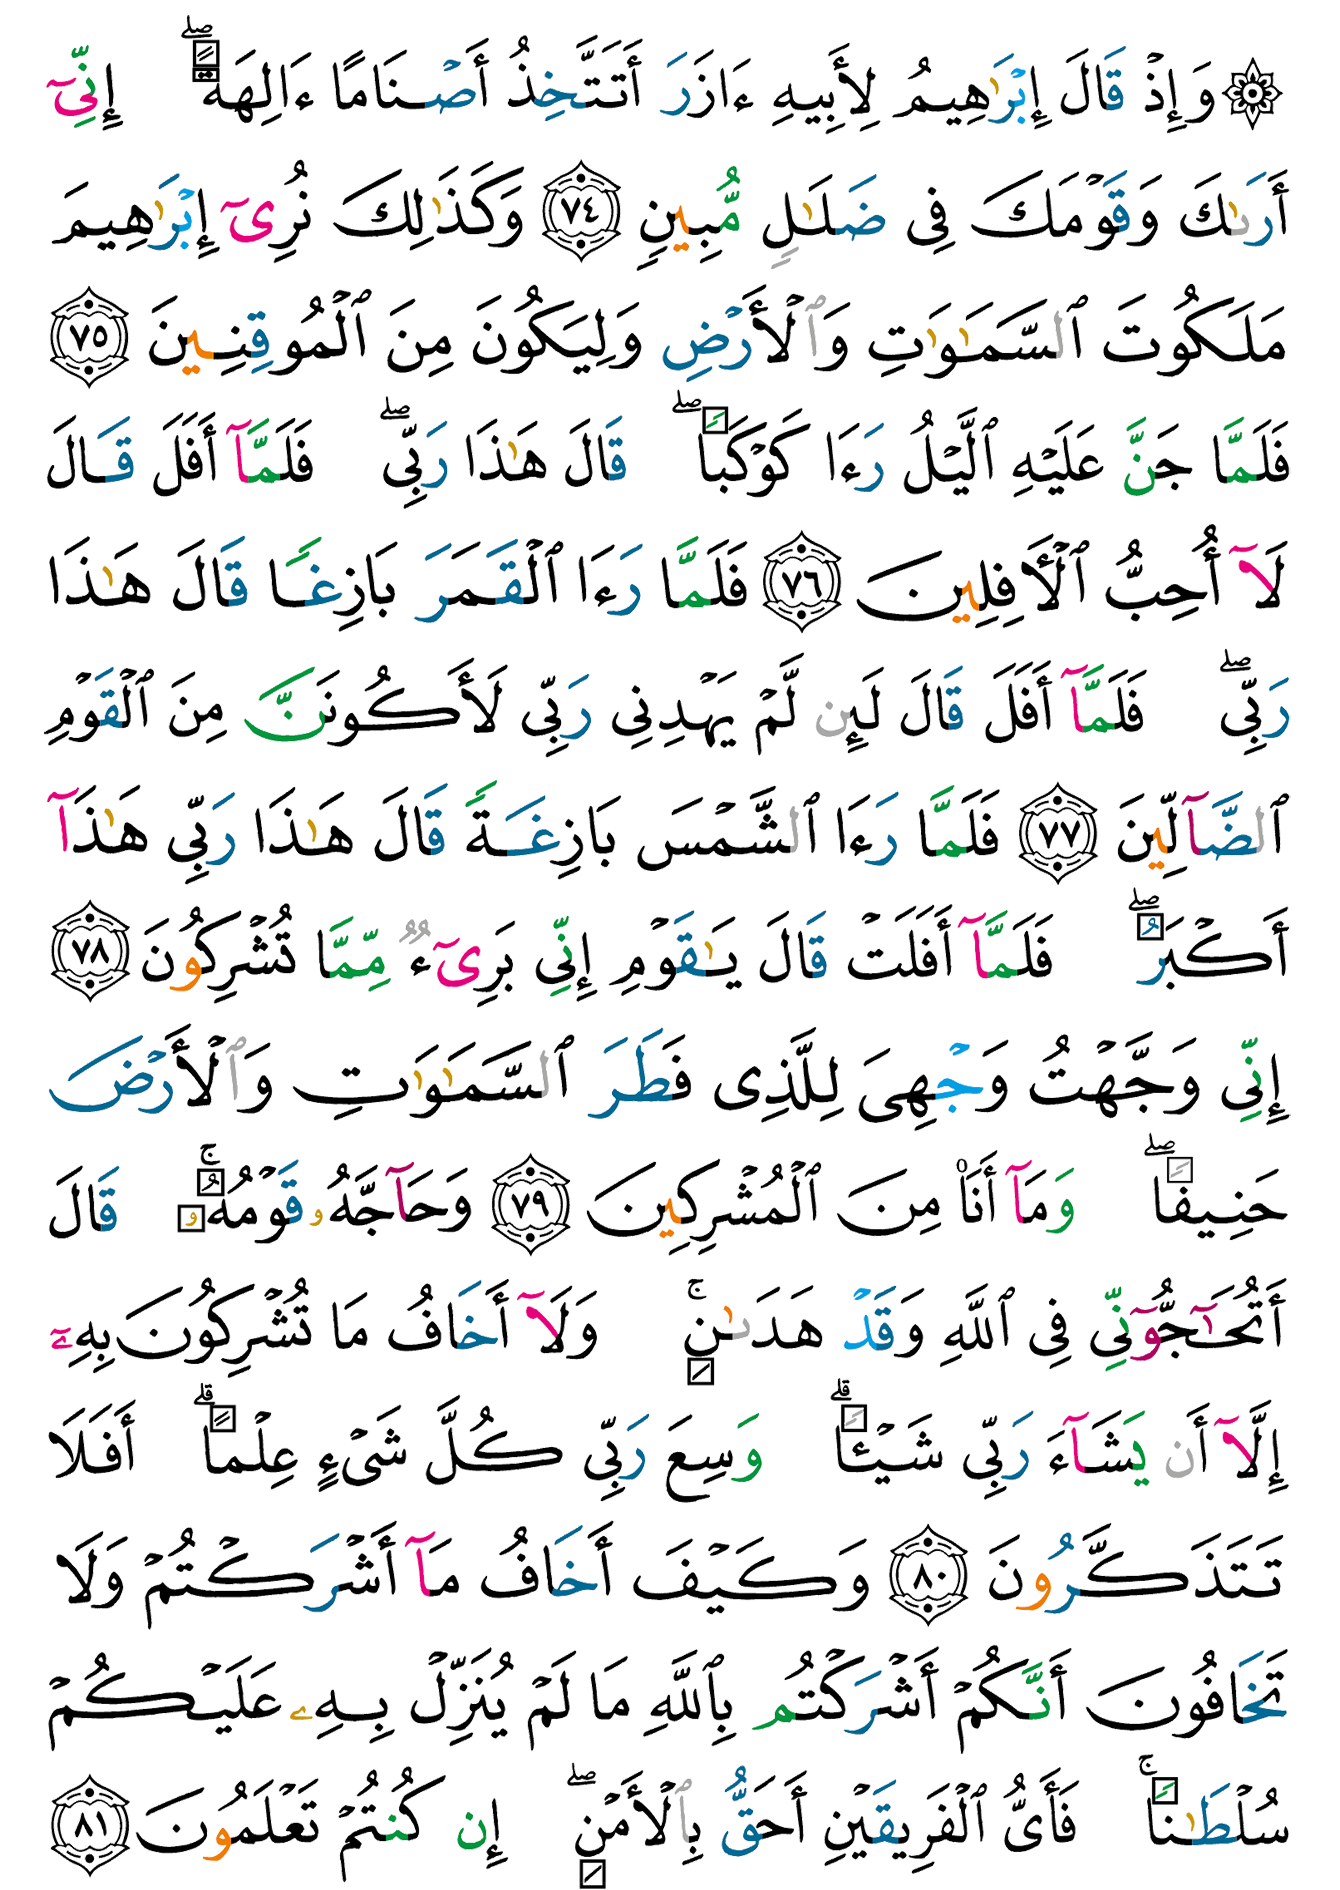 ۞ وَإِذْ قَالَ إِبْرَٰهِيمُ لِأَبِيهِ ءَازَرَ أَتَتَّخِذُ أَصْنَامًا ءَالِهَةً ۖ إِنِّىٓ
أَرَىٰكَ وَقَوْمَكَ فِى ضَلَـٰلٍ مُّبِينٍ ٧٤ وَكَذَٰلِكَ نُرِىٓ إِبْرَٰهِيمَ
مَلَكُوتَ ٱلسَّمَـٰوَٰتِ وَٱلْأَرْضِ وَلِيَكُونَ مِنَ ٱلْمُوقِنِينَ ٧٥
فَلَمَّا جَنَّ عَلَيْهِ ٱلَّيْلُ رَءَا كَوْكَبًا ۖ قَالَ هَـٰذَا رَبِّى ۖ فَلَمَّآ أَفَلَ قَالَ
لَآ أُحِبُّ ٱلْأَفِلِينَ ٧٦ فَلَمَّا رَءَا ٱلْقَمَرَ بَازِغًا قَالَ هَـٰذَا
رَبِّى ۖ فَلَمَّآ أَفَلَ قَالَ لَئِن لَّمْ يَهْدِنِى رَبِّى لَأَكُونَنَّ مِنَ ٱلْقَوْمِ
ٱلضَّآلِّينَ ٧٧ فَلَمَّا رَءَا ٱلشَّمْسَ بَازِغَةً قَالَ هَـٰذَا رَبِّى هَـٰذَآ
أَكْبَرُ ۖ فَلَمَّآ أَفَلَتْ قَالَ يَـٰقَوْمِ إِنِّى بَرِىٓءٌ مِّمَّا تُشْرِكُونَ ٧٨
إِنِّى وَجَّهْتُ وَجْهِىَ لِلَّذِى فَطَرَ ٱلسَّمَـٰوَٰتِ وَٱلْأَرْضَ
حَنِيفًا ۖ وَمَآ أَنَا۠ مِنَ ٱلْمُشْرِكِينَ ٧٩ وَحَآجَّهُۥ قَوْمُهُۥ ۚ قَالَ
أَتُحَـٰٓجُّوٓنِّى فِى ٱللَّهِ وَقَدْ هَدَىٰنِ ۚ وَلَآ أَخَافُ مَا تُشْرِكُونَ بِهِۦٓ
إِلَّآ أَن يَشَآءَ رَبِّى شَيْـًٔا ۗ وَسِعَ رَبِّى كُلَّ شَىْءٍ عِلْمًا ۗ أَفَلَا
تَتَذَكَّرُونَ ٨٠ وَكَيْفَ أَخَافُ مَآ أَشْرَكْتُمْ وَلَا
تَخَافُونَ أَنَّكُمْ أَشْرَكْتُم بِٱللَّهِ مَا لَمْ يُنَزِّلْ بِهِۦ عَلَيْكُمْ
سُلْطَـٰنًا ۚ فَأَىُّ ٱلْفَرِيقَيْنِ أَحَقُّ بِٱلْأَمْنِ ۖ إِن كُنتُمْ تَعْلَمُونَ ٨١